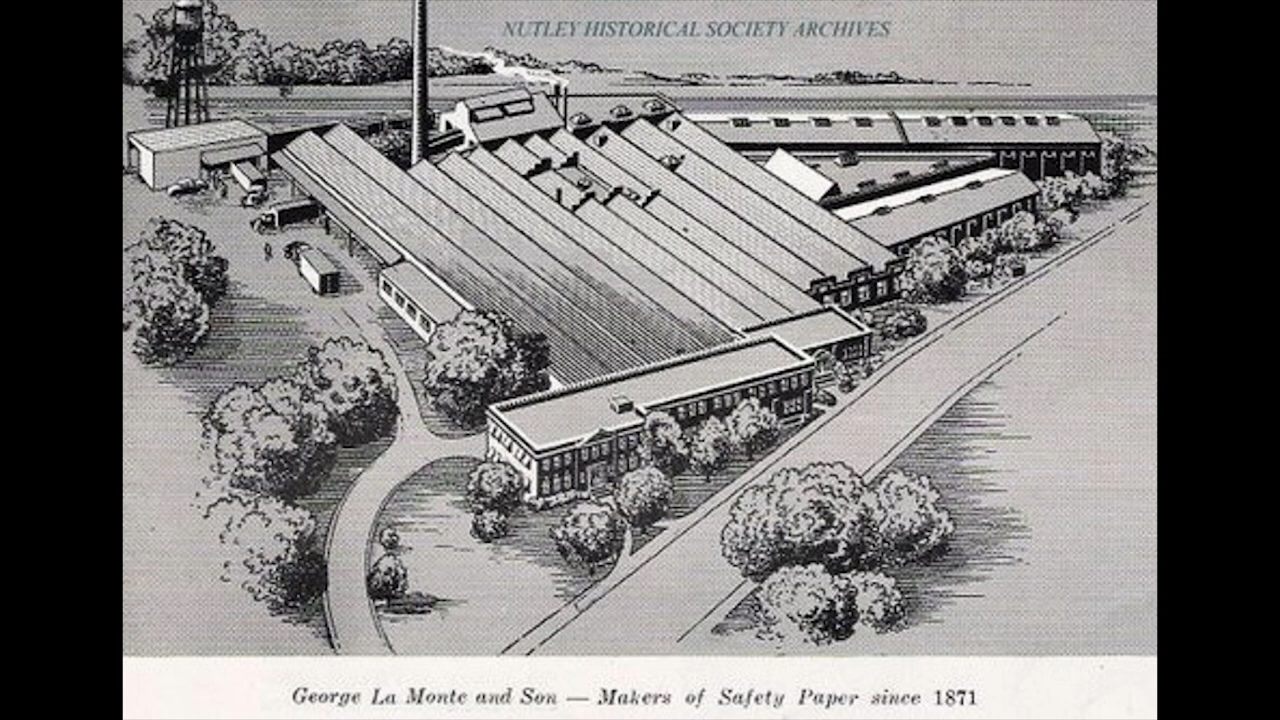 NUTLEY HISTORICAL SOCIETY ARCHIVES
George La Monte and Son — Makers of Safety Paper since 1871